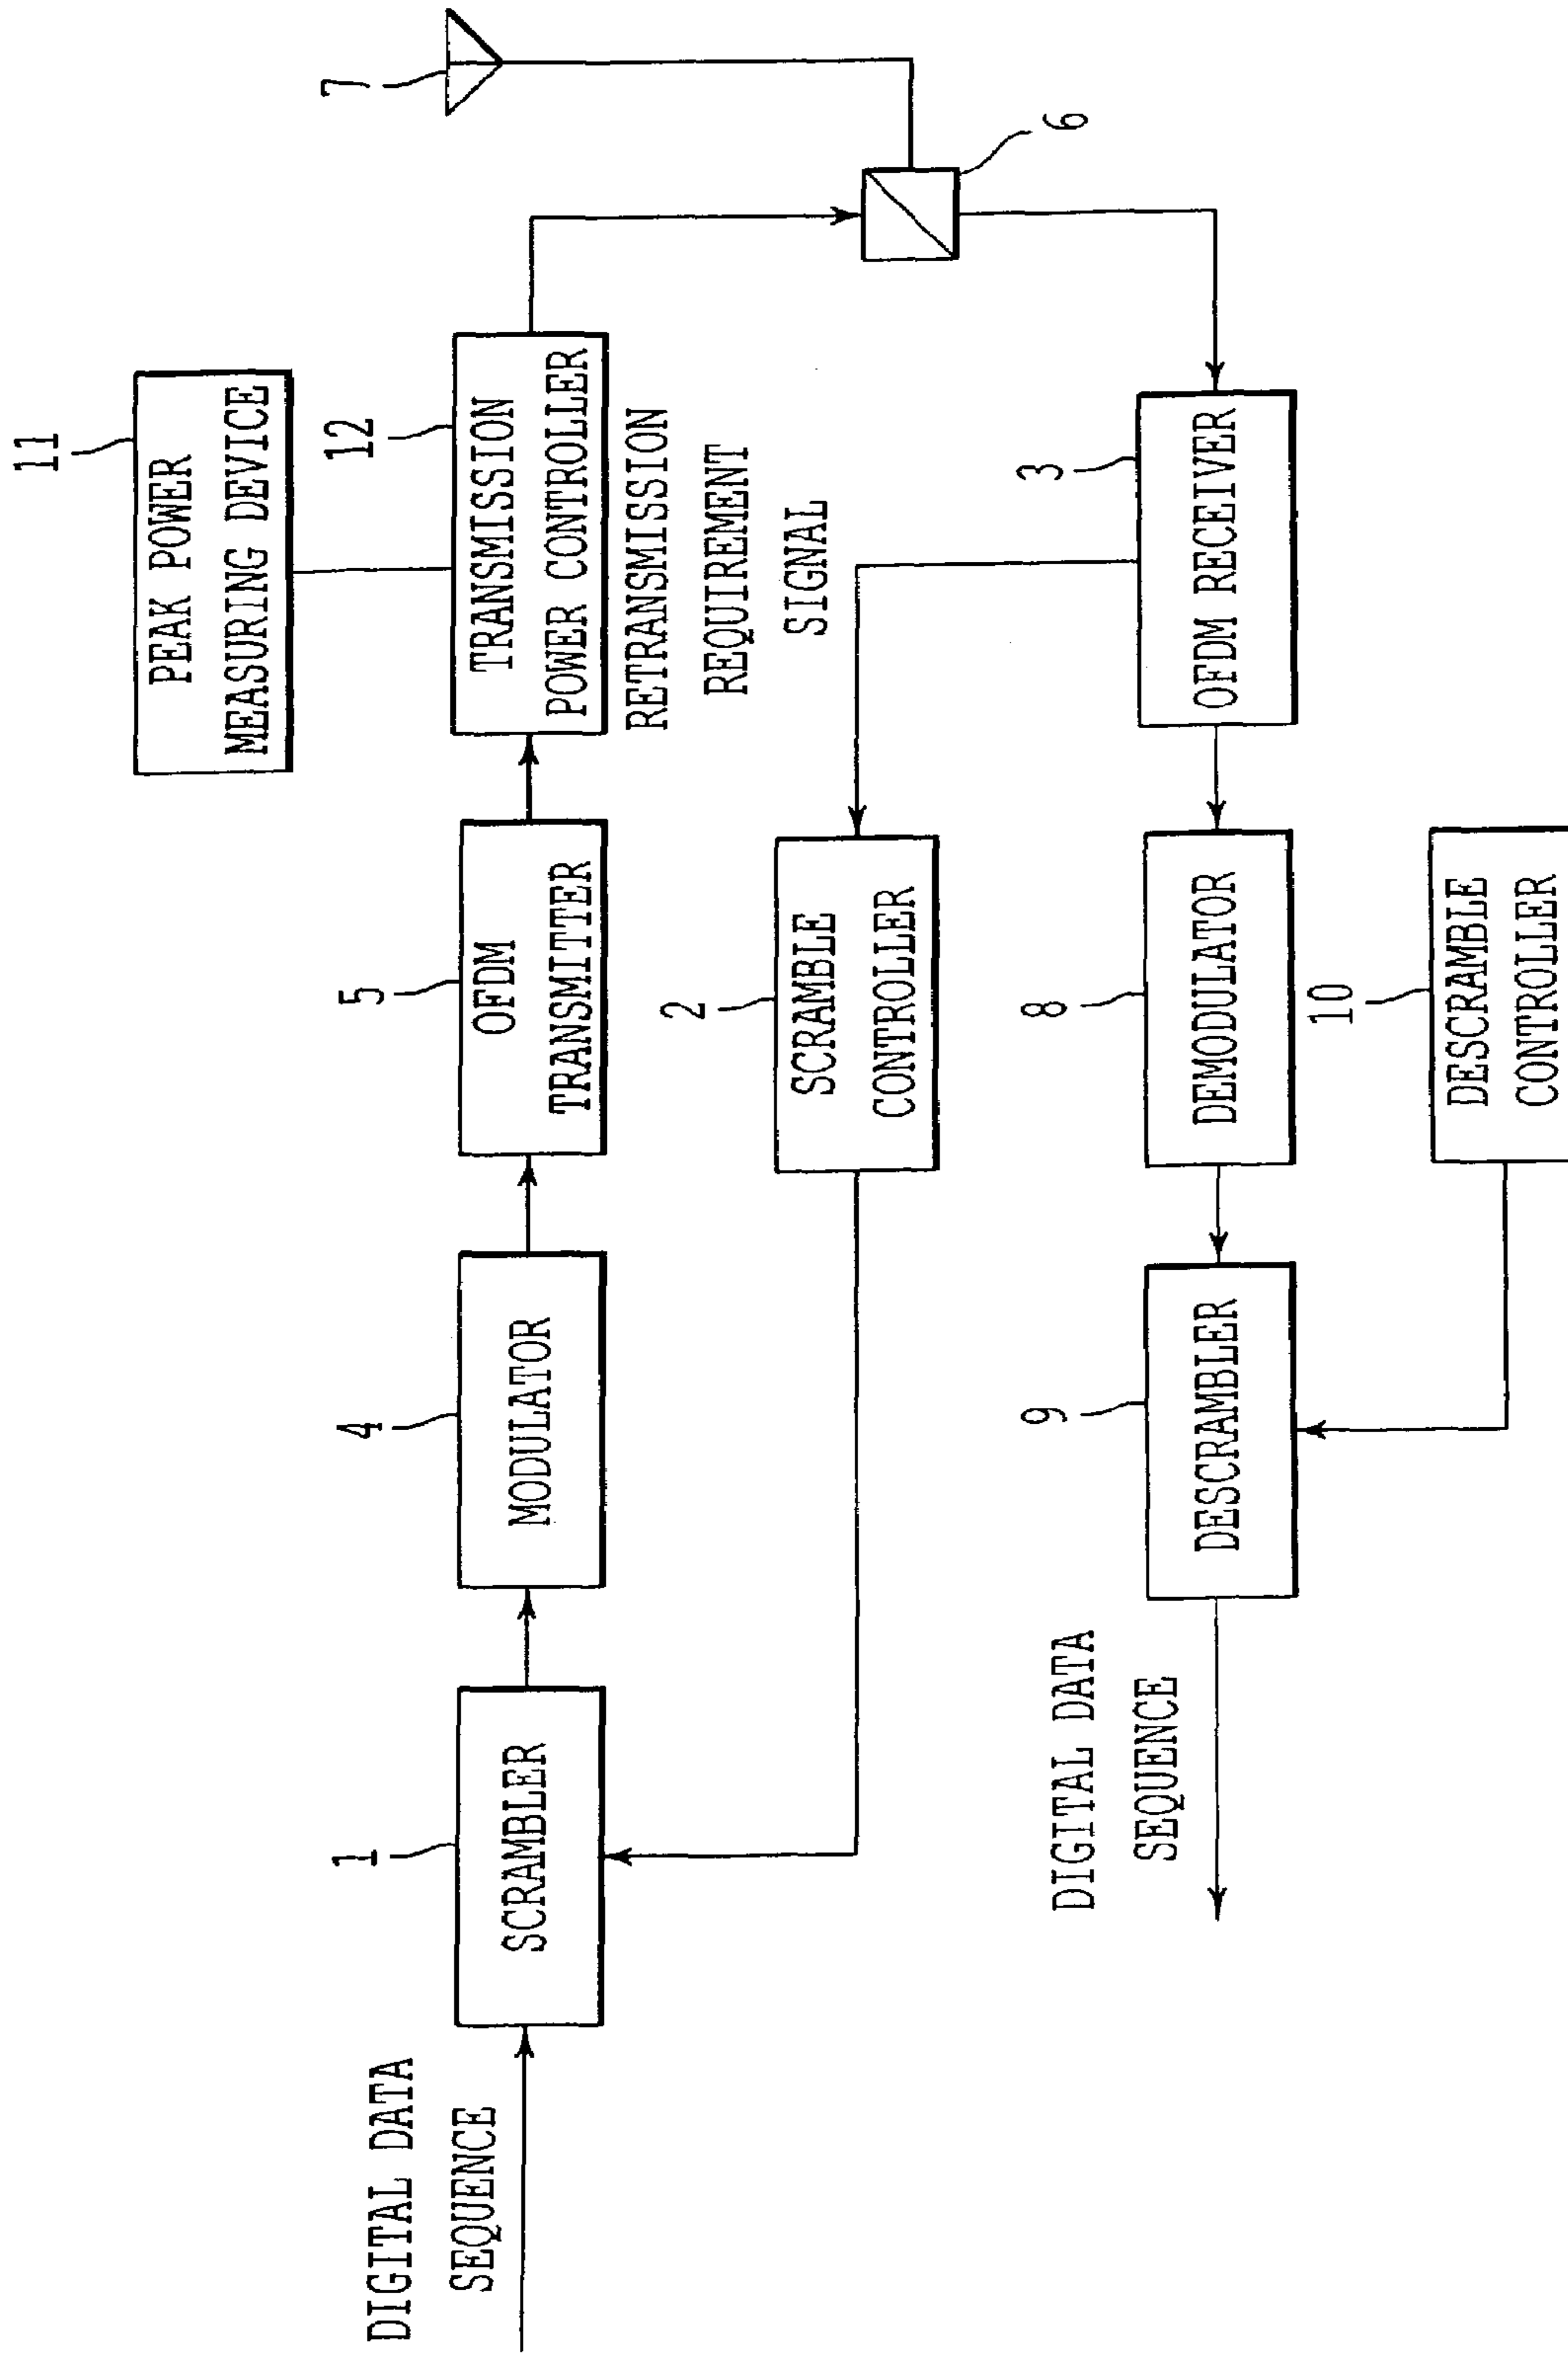 11
PEAK POWER
MEASURING DEVICE
7
DIGITAL DATA
SEQUENCE
1
SCRAMBLER
4
MODULATOR
5
OFDM
TRANSMITTER
12
TRANSMISSION
POWER CONTROLLER
RETRANSMISSION
REQUIREMENT
SIGNAL
2
SCRAMBLE
CONTROLLER
6
DIGITAL DATA
SEQUENCE
9
DESCRAMBLER
8
DEMODULATOR
3
OFDM RECEIVER
10
DESCRAMBLE
CONTROLLER